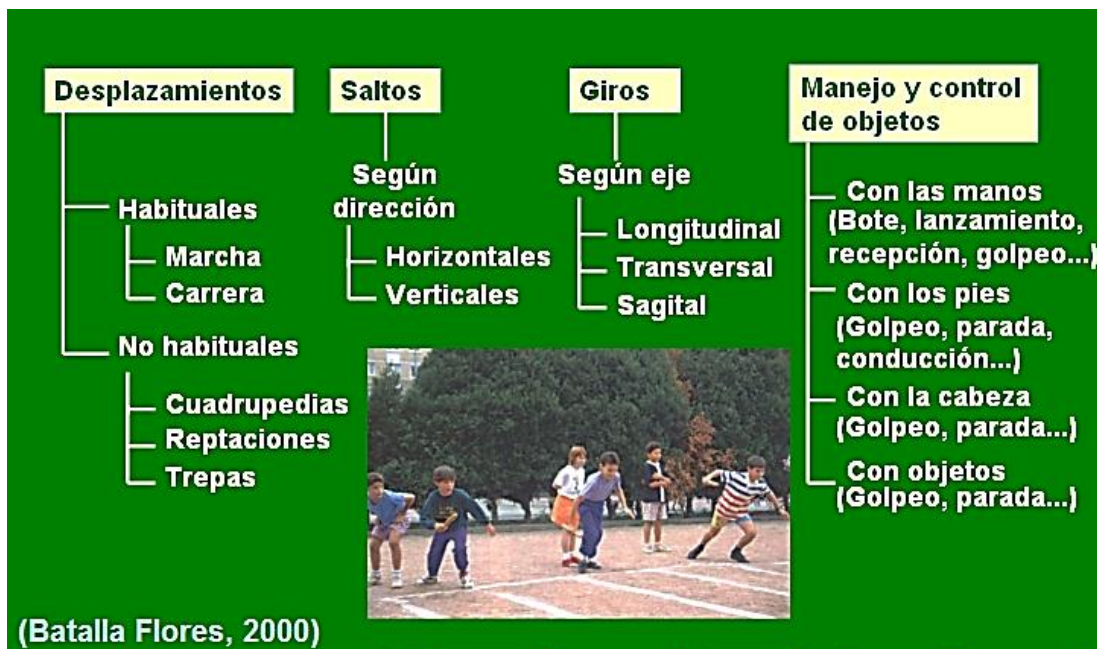 Desplazamientos
Habituales
Marcha
Carrera
No habituales
Cuadrupedias
Reptaciones
Trepas
Saltos
Según
dirección
Horizontales
Verticales
Giros
Según eje
Longitudinal
Transversal
Sagital
Manejo y control
de objetos
Con las manos
(Bote, lanzamiento,
recepción, golpeo...)
Con los pies
(Golpeo, parada,
conducción...)
Con la cabeza
(Golpeo, parada...)
Con objetos
(Golpeo, parada...)
(Batalla Flores, 2000)